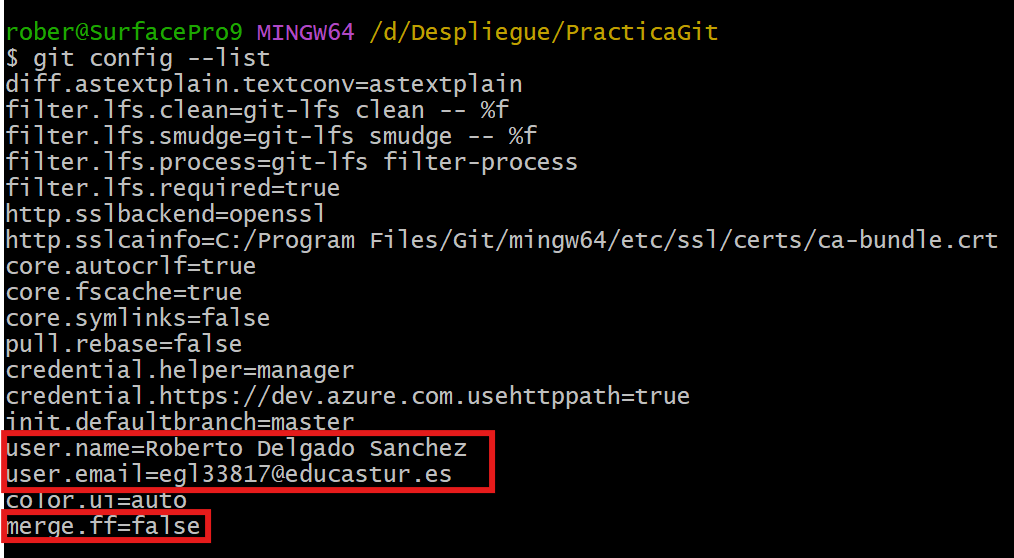 rober@SurfacePro9 MINGW64 /d/Despliegue/PracticaGit
$ git config --list
diff.astextplain.textconv=astextplain
filter.lfs.clean=git-lfs clean -- %f
filter.lfs.smudge=git-lfs smudge -- %f
filter.lfs.process=git-lfs filter-process
filter.lfs.required=true
http.sslbackend=openssl
http.sslcainfo=C:/Program Files/Git/mingw64/etc/ssl/certs/ca-bundle.crt
core.autocrlf=true
core.fscache=true
core.symlinks=false
pull.rebase=false
credential.helper=manager
credential.https://dev.azure.com.usehttppath=true
init.defaultbranch=master
user.name=Roberto Delgado Sanchez
user.email=egl33817@educastur.es
color.ui=auto
merge.ff=false